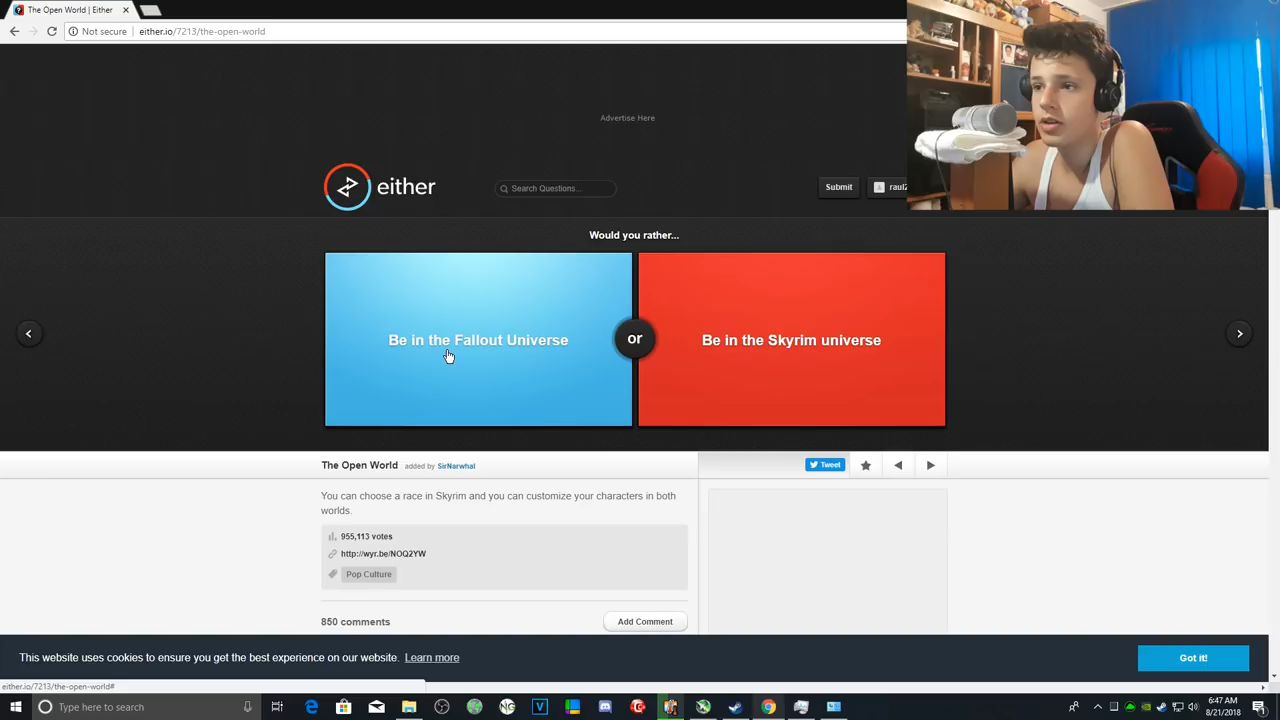 The Open World | Either
Not secure
either.io/7213/the-open-world
Advertise Here
either
Search Questions...
Submit
Would you rather...
Be in the Fallout Universe
or
Be in the Skyrim universe
The Open World
added by SirNarwhal
Tweet
You can choose a race in Skyrim and you can customize your characters in both
worlds.
955,113 votes
http://wyr.be/NOQ2YW
Pop Culture
850 comments
Add Comment
This website uses cookies to ensure you get the best experience on our website. Learn more
Got it!
either.io/7213/the-open-world#
Type here to search
6:47 AM
8/21/2018